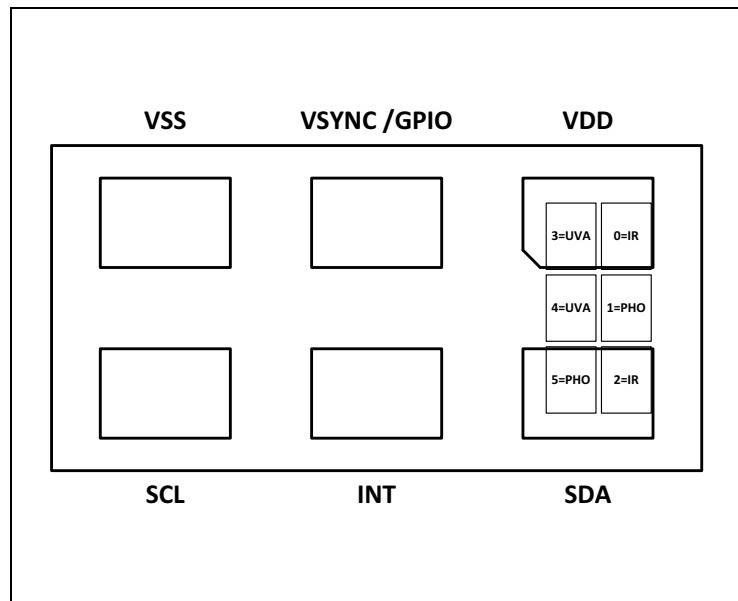 VSS VSYNC /GPIO VDD
3=UVA 0=IR
4=UVA 1=PHO
5=PHO 2=IR
SCL INT SDA